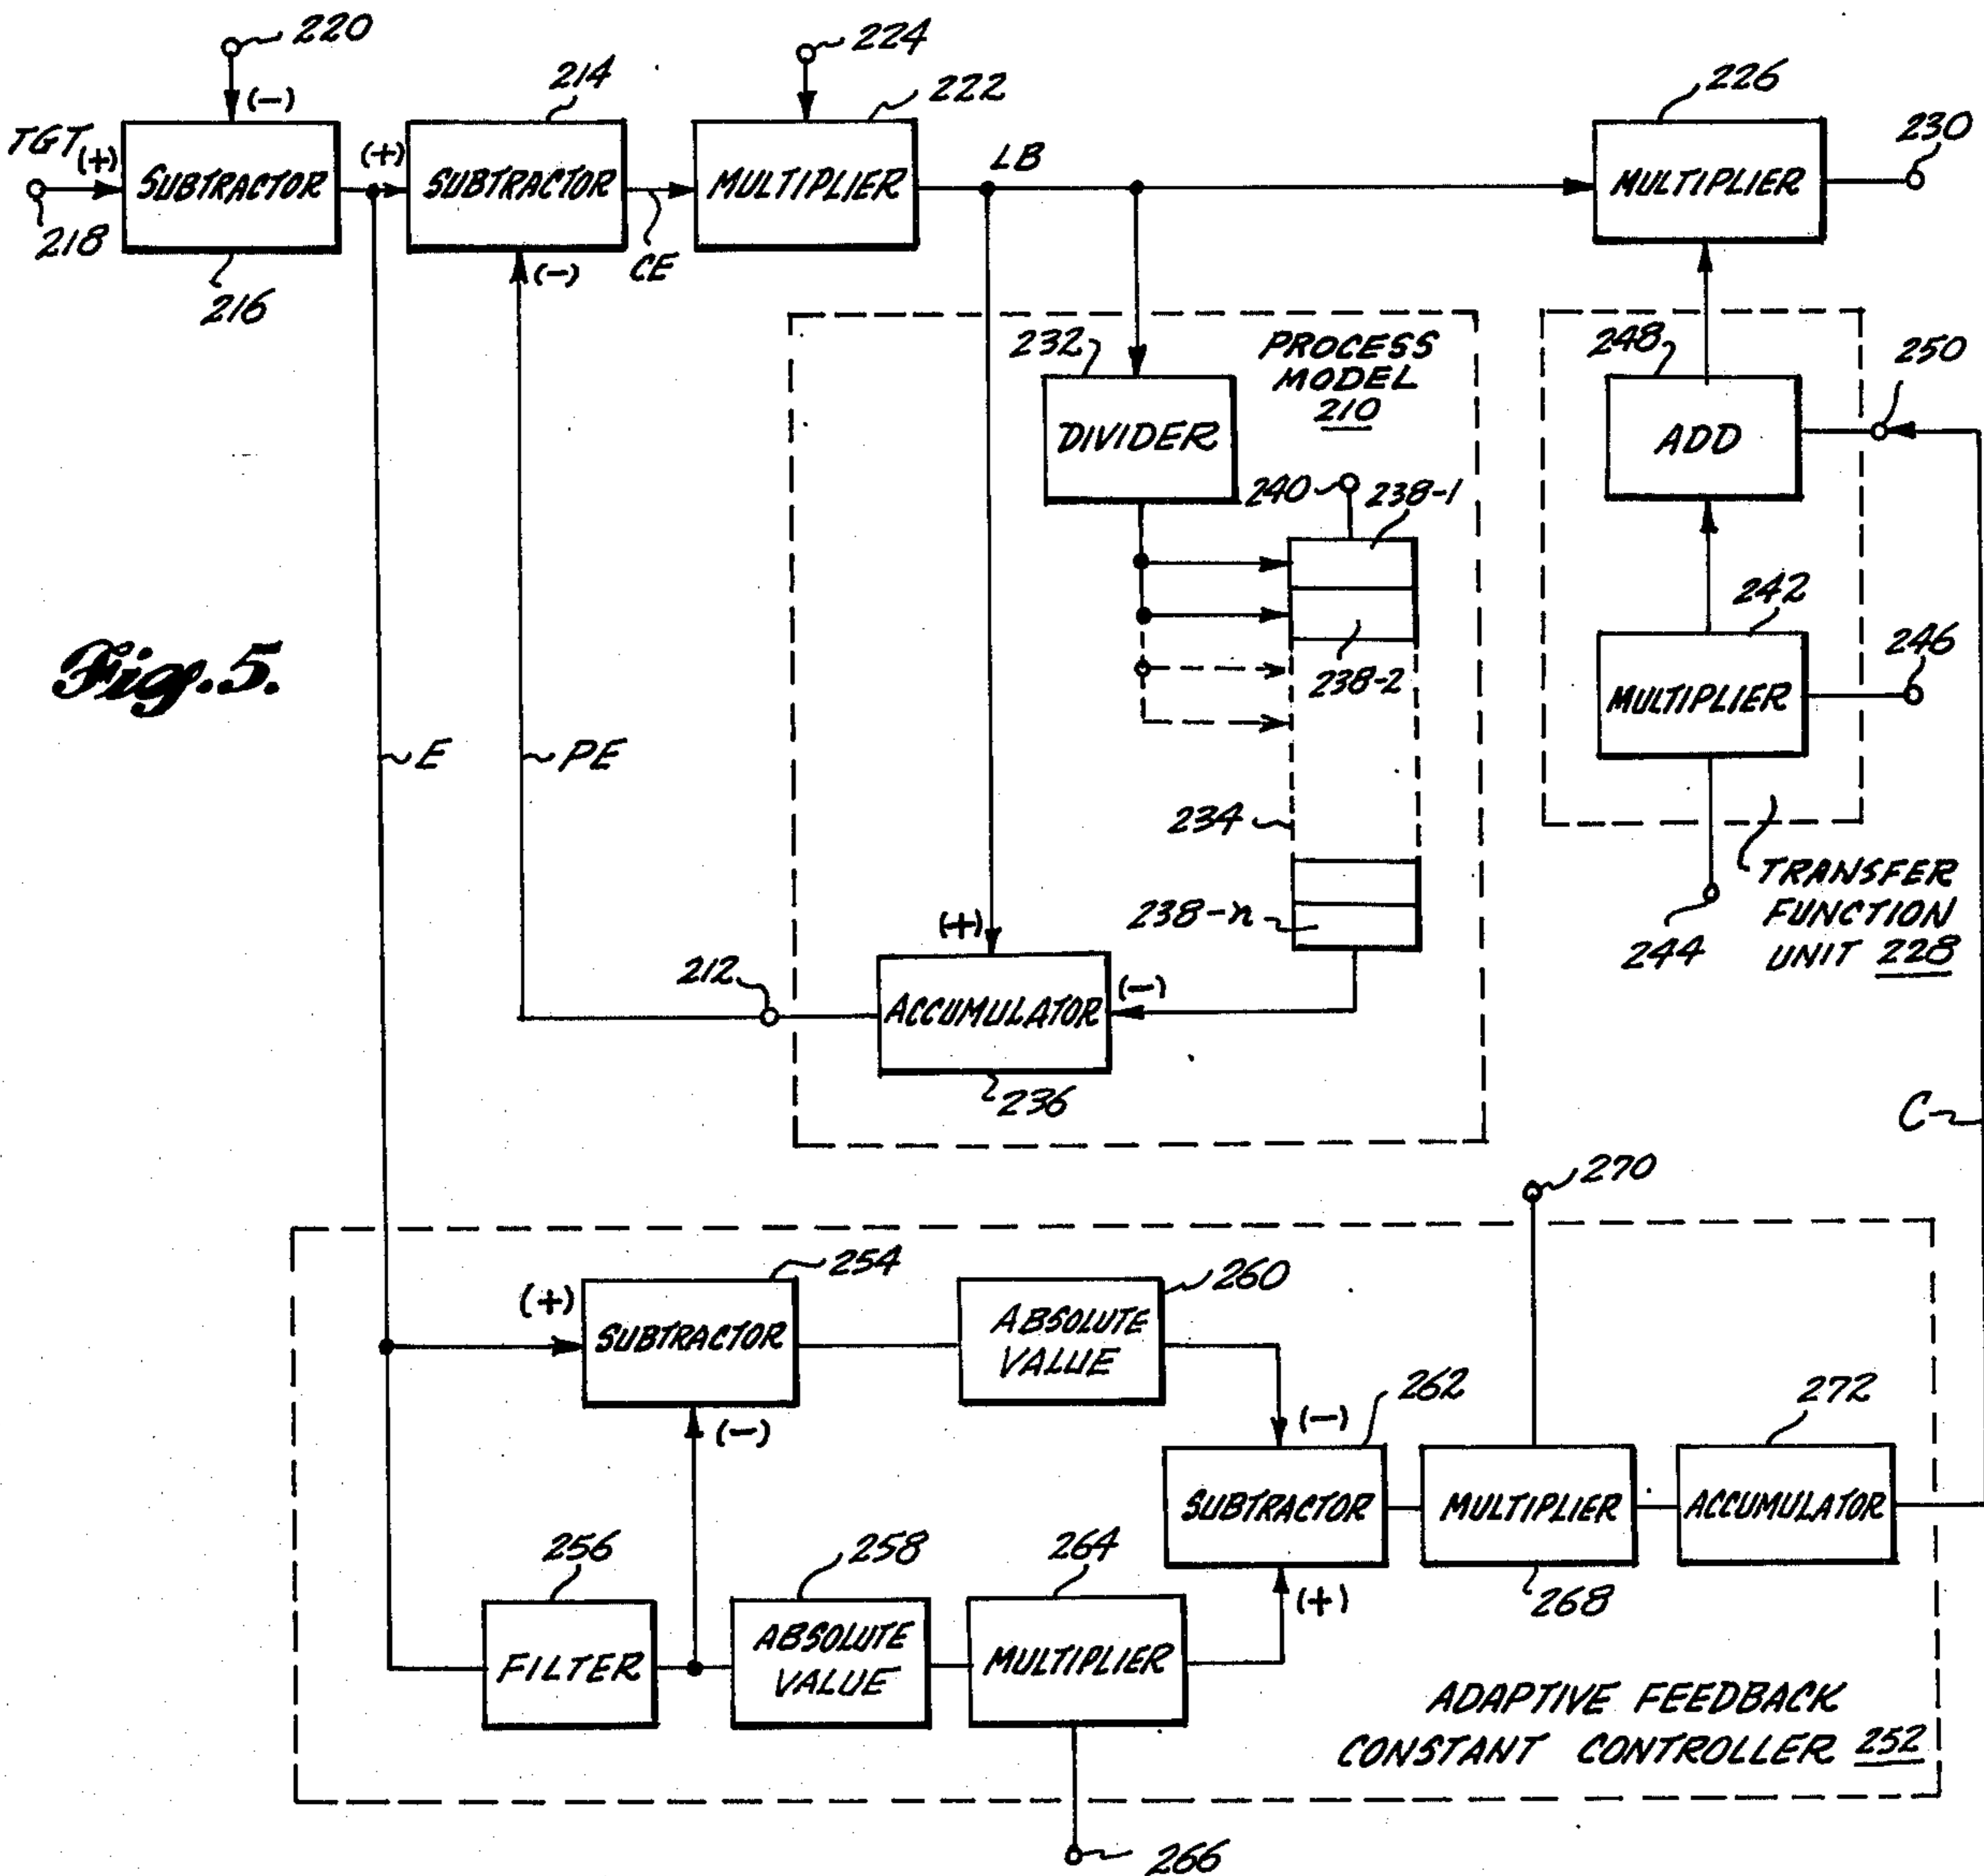 220
224
214
222
226
230
(-)
TGT
(+)
(+)
LB
SUBTRACTOR
SUBTRACTOR
MULTIPLIER
MULTIPLIER
218
216
(-)
CE
232
PROCESS
MODEL
210
248
250
DIVIDER
ADD
240
238-1
242
246
238-2
MULTIPLIER
Fig. 5.
E
PE
234
TRANSFER
FUNCTION
UNIT 228
238-n
(+)
244
212
(-)
ACCUMULATOR
236
C
270
254
260
(+)
SUBTRACTOR
ABSOLUTE
VALUE
262
272
(-)
(-)
SUBTRACTOR
MULTIPLIER
ACCUMULATOR
256
258
264
268
(+)
FILTER
ABSOLUTE
VALUE
MULTIPLIER
ADAPTIVE FEEDBACK
CONSTANT CONTROLLER 252
266